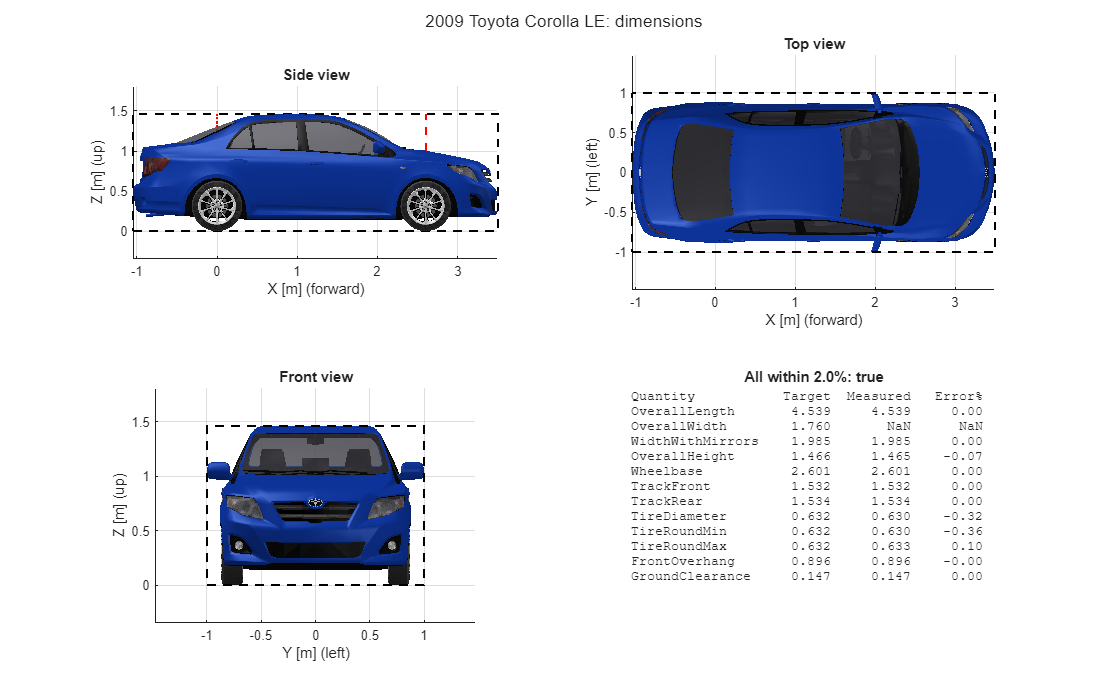 2009 Toyota Corolla LE: dimensions
Side view
1.5
1
0.5
0
Z [m] (up)
-1 0 1 2 3
X [m] (forward)
Top view
1
0.5
0
-0.5
-1
Y [m] (left)
-1 0 1 2 3
X [m] (forward)
Front view
1.5
1
0.5
0
Z [m] (up)
-1 -0.5 0 0.5 1
Y [m] (left)
All within 2.0%: true
Quantity Target Measured Error%
OverallLength 4.539 4.539 0.00
OverallWidth 1.760 NaN NaN
WidthWithMirrors 1.985 1.985 0.00
OverallHeight 1.466 1.465 -0.07
Wheelbase 2.601 2.601 0.00
TrackFront 1.532 1.532 0.00
TrackRear 1.534 1.534 0.00
TireDiameter 0.632 0.630 -0.32
TireRoundMin 0.632 0.630 -0.36
TireRoundMax 0.632 0.633 0.10
FrontOverhang 0.896 0.896 -0.00
GroundClearance 0.147 0.147 0.00